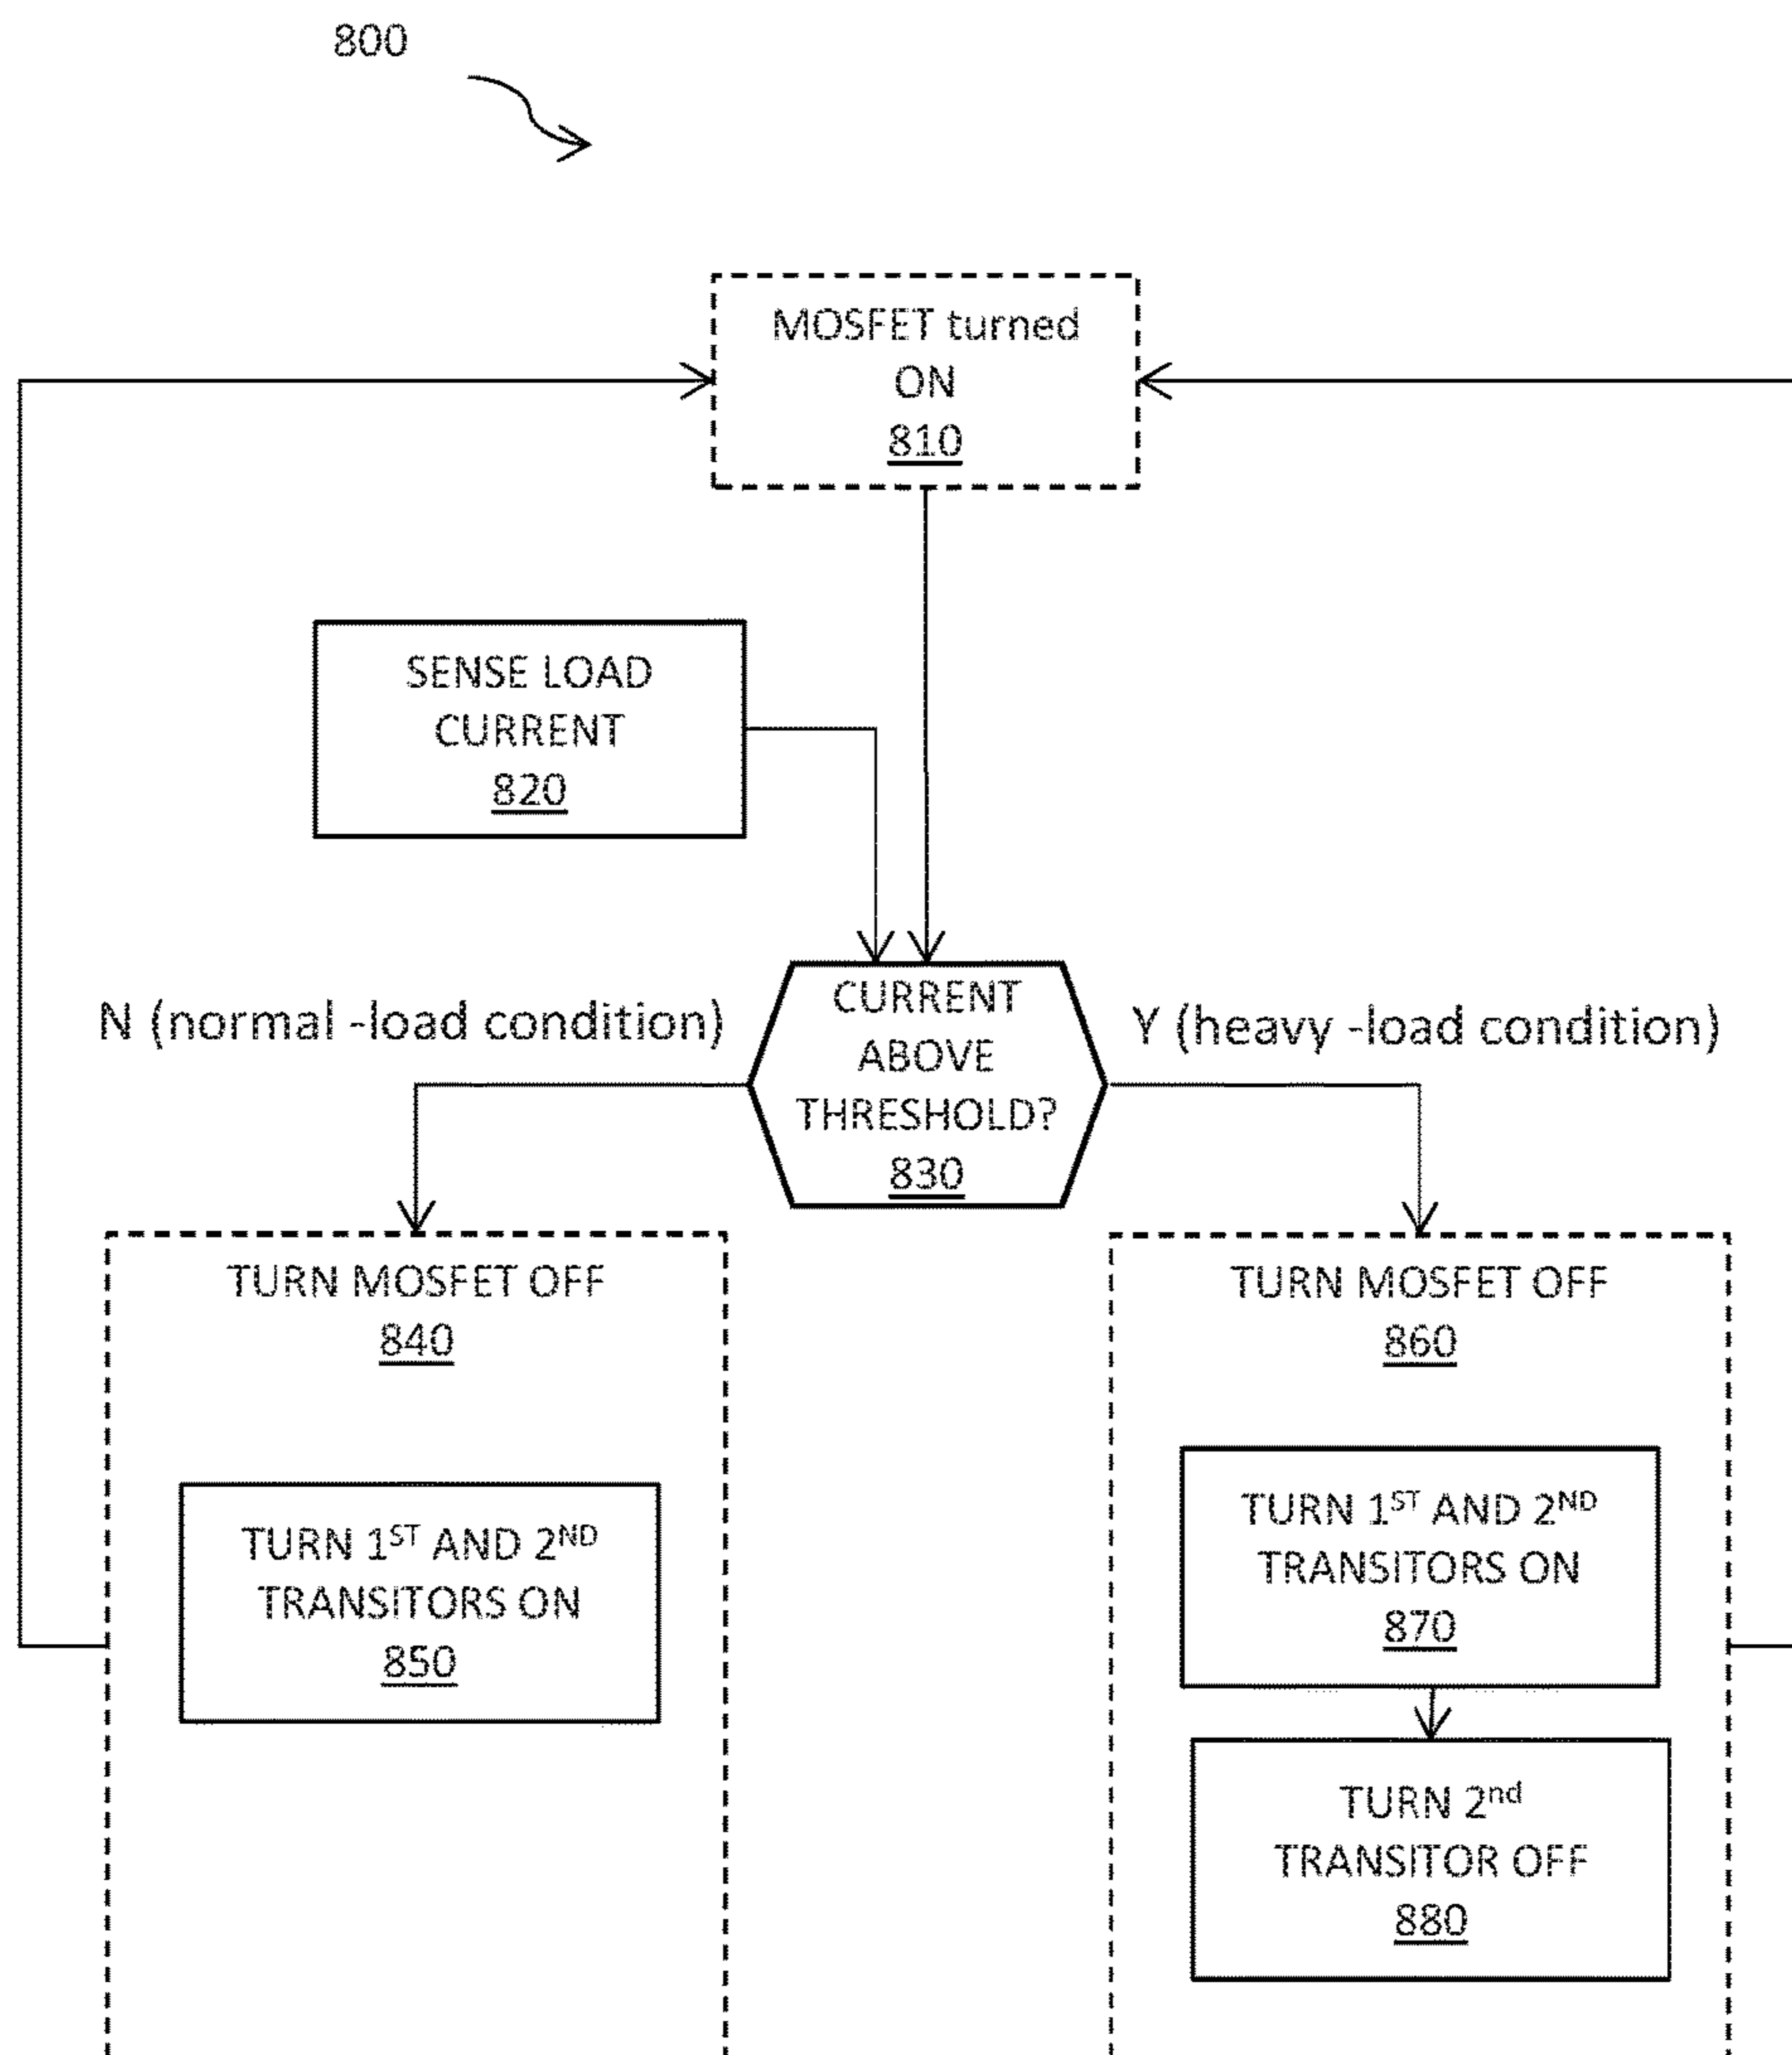 800
MOSFET turned
ON
810
SENSE LOAD
CURRENT
820
CURRENT
ABOVE
THRESHOLD?
830
N (normal -load condition)
Y (heavy -load condition)
TURN MOSFET OFF
840
TURN 1ST AND 2ND
TRANSITORS ON
850
TURN MOSFET OFF
860
TURN 1ST AND 2ND
TRANSITORS ON
870
TURN 2nd
TRANSITOR OFF
880